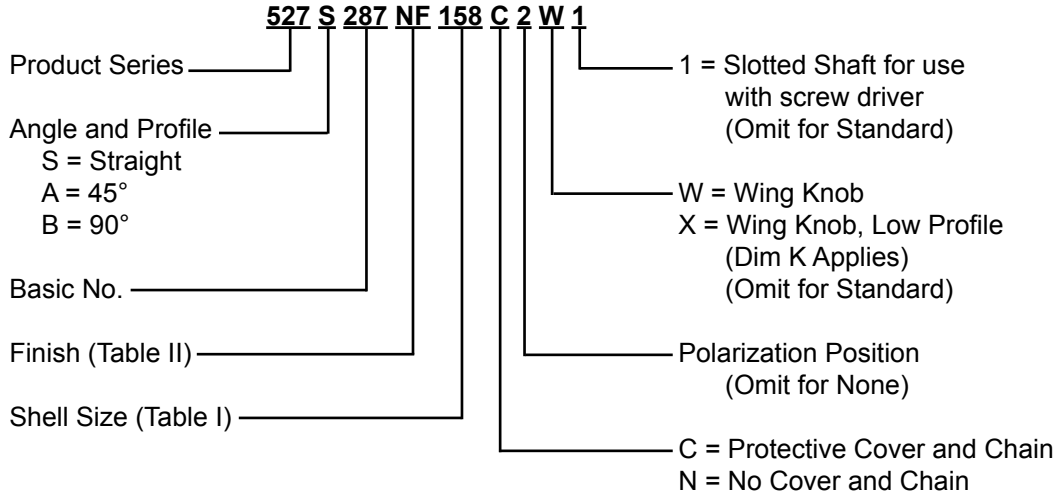 527 S 287 NF 158 C 2 W 1
Product Series
Angle and Profile
S = Straight
A = 45°
B = 90°
Basic No.
Finish (Table II)
Shell Size (Table I)
1 = Slotted Shaft for use
with screw driver
(Omit for Standard)
W = Wing Knob
X = Wing Knob, Low Profile
(Dim K Applies)
(Omit for Standard)
Polarization Position
(Omit for None)
C = Protective Cover and Chain
N = No Cover and Chain